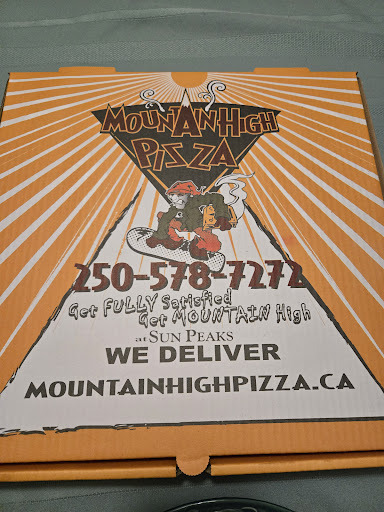 MOUNTAIN HIGH
PIZZA
250-578-7272
Get FULLY Satisfied
Get MOUNTAIN High
at SUN PEAKS
WE DELIVER
MOUNTAINHIGHPIZZA.CA